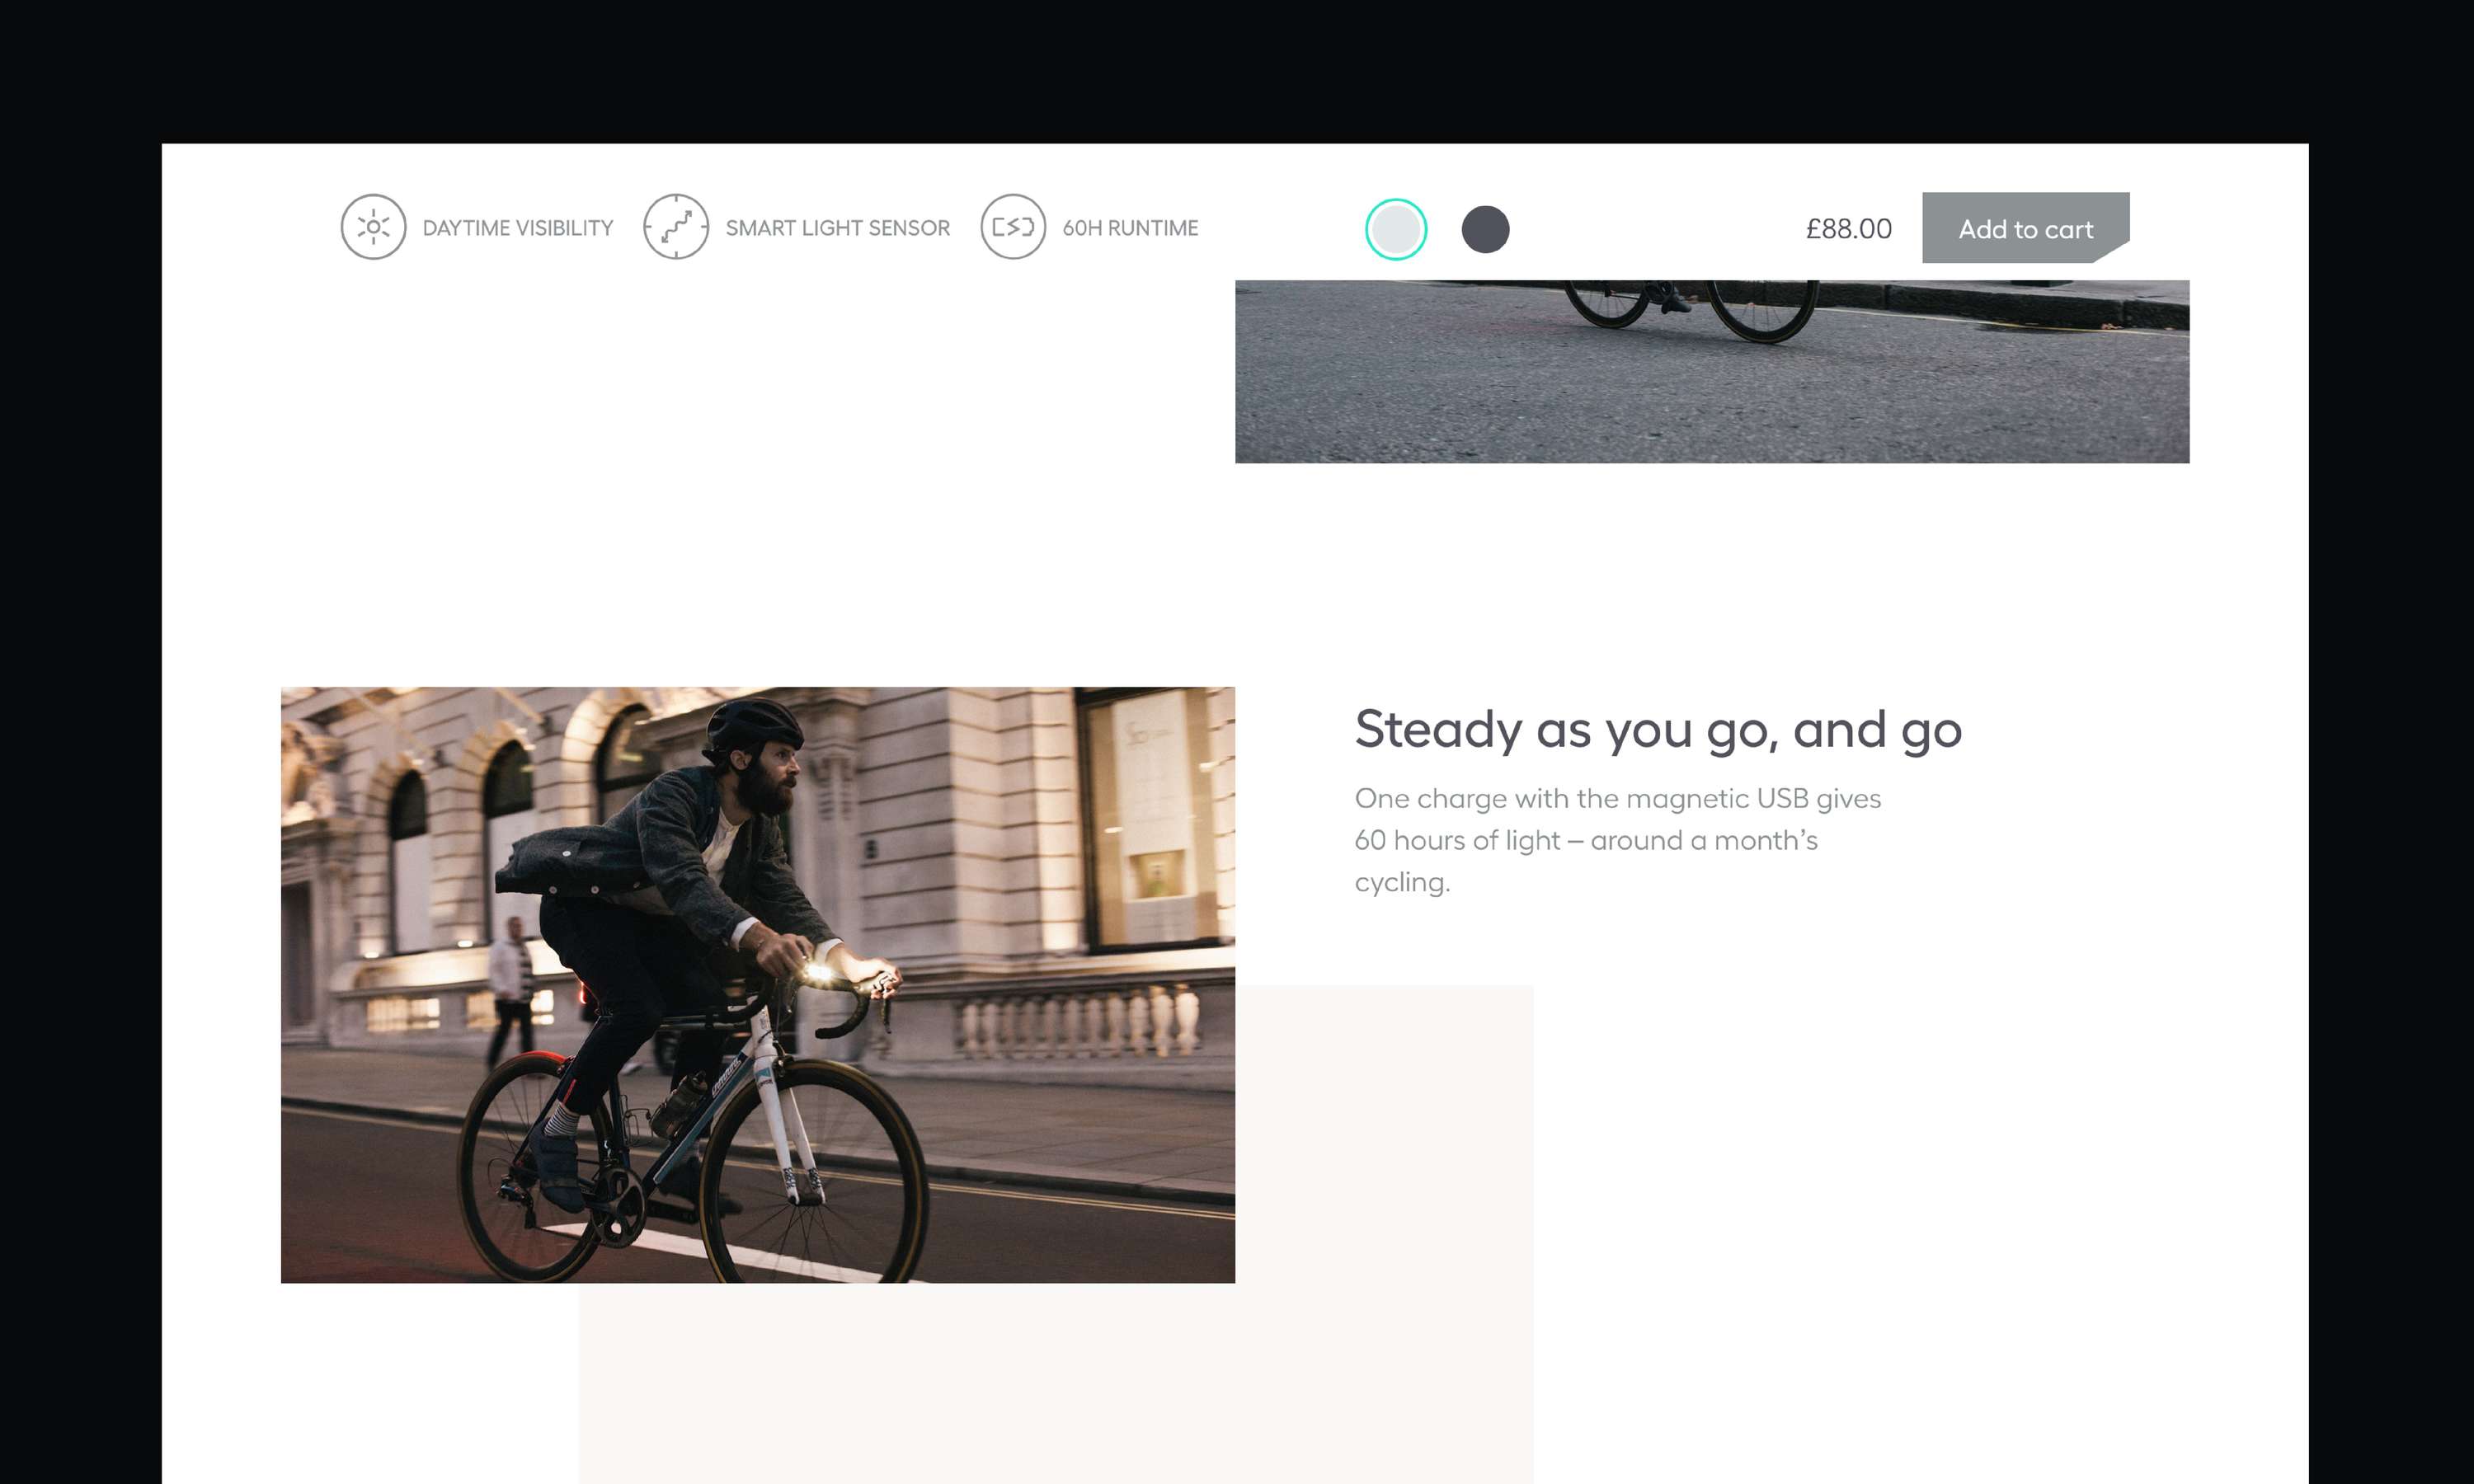 DAYTIME VISIBILITY
SMART LIGHT SENSOR
60H RUNTIME
£88.00
Add to cart
Steady as you go, and go
One charge with the magnetic USB gives
60 hours of light – around a month’s
cycling.